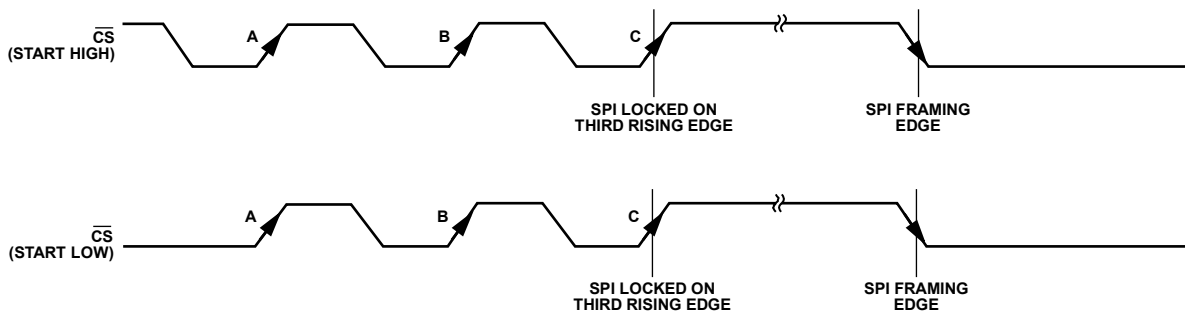 CS
(START HIGH)
A
B
C
SPI LOCKED ON
THIRD RISING EDGE
SPI FRAMING
EDGE
CS
(START LOW)
A
B
C
SPI LOCKED ON
THIRD RISING EDGE
SPI FRAMING
EDGE